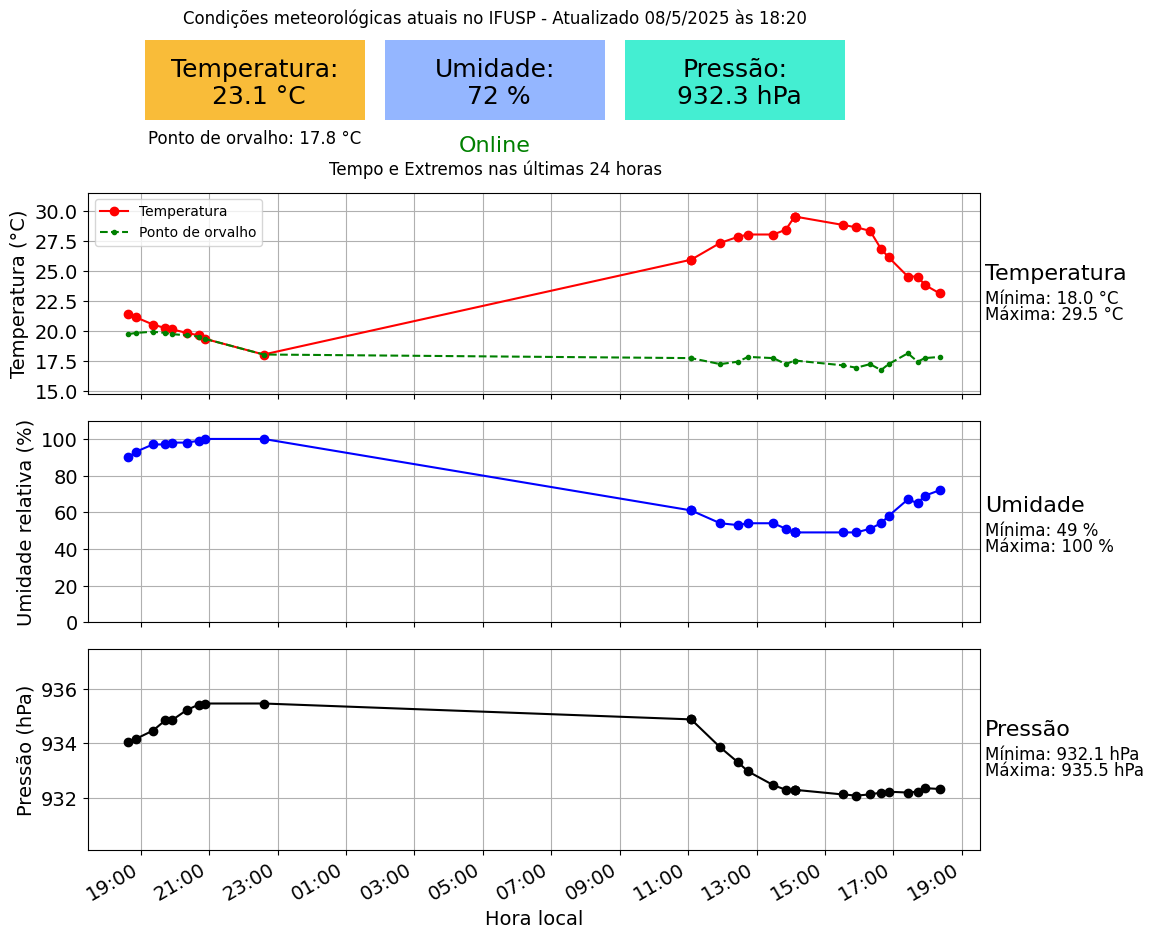 Condições meteorológicas atuais no IFUSP - Atualizado 08/5/2025 às 18:20
Temperatura:
23.1 °C
Umidade:
72 %
Pressão:
932.3 hPa
Ponto de orvalho: 17.8 °C
Online
Tempo e Extremos nas últimas 24 horas
Temperatura (°C)
30.0
27.5
25.0
22.5
20.0
17.5
15.0
Temperatura
Ponto de orvalho
Temperatura
Mínima: 18.0 °C
Máxima: 29.5 °C
Umidade relativa (%)
100
80
60
40
20
0
Umidade
Mínima: 49 %
Máxima: 100 %
Pressão (hPa)
936
934
932
Pressão
Mínima: 932.1 hPa
Máxima: 935.5 hPa
19:00 21:00 23:00 01:00 03:00 05:00 07:00 09:00 11:00 13:00 15:00 17:00 19:00
Hora local